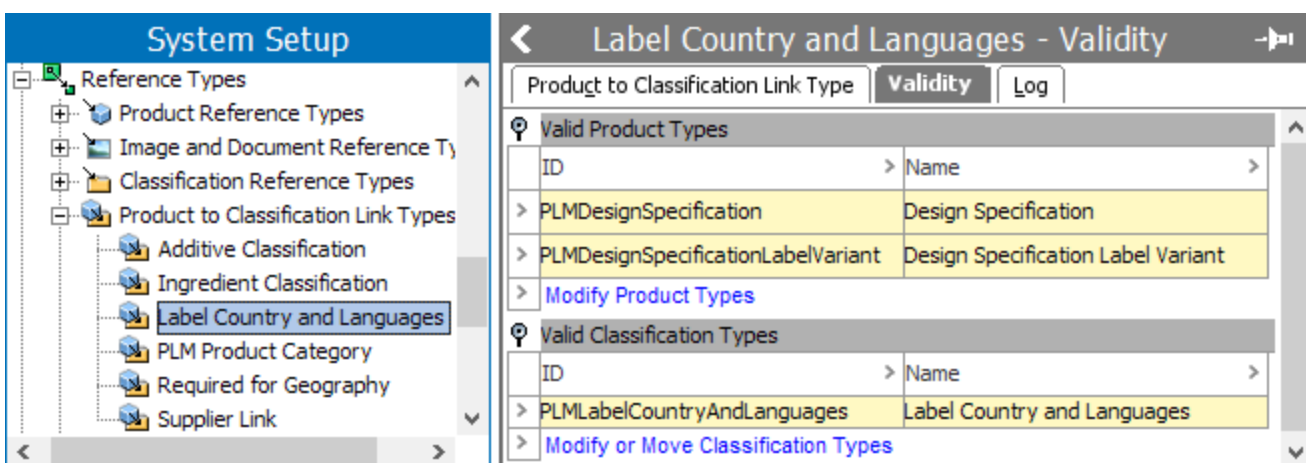 System Setup
Reference Types
Product Reference Types
Image and Document Reference Ty
Classification Reference Types
Product to Classification Link Types
Additive Classification
Ingredient Classification
Label Country and Languages
PLM Product Category
Required for Geography
Supplier Link
Label Country and Languages - Validity
Product to Classification Link Type Validity Log
Valid Product Types
ID > Name >
> PLMDesignSpecification Design Specification
> PLMDesignSpecificationLabelVariant Design Specification Label Variant
> Modify Product Types
Valid Classification Types
ID > Name >
> PLMLabelCountryAndLanguages Label Country and Languages
> Modify or Move Classification Types